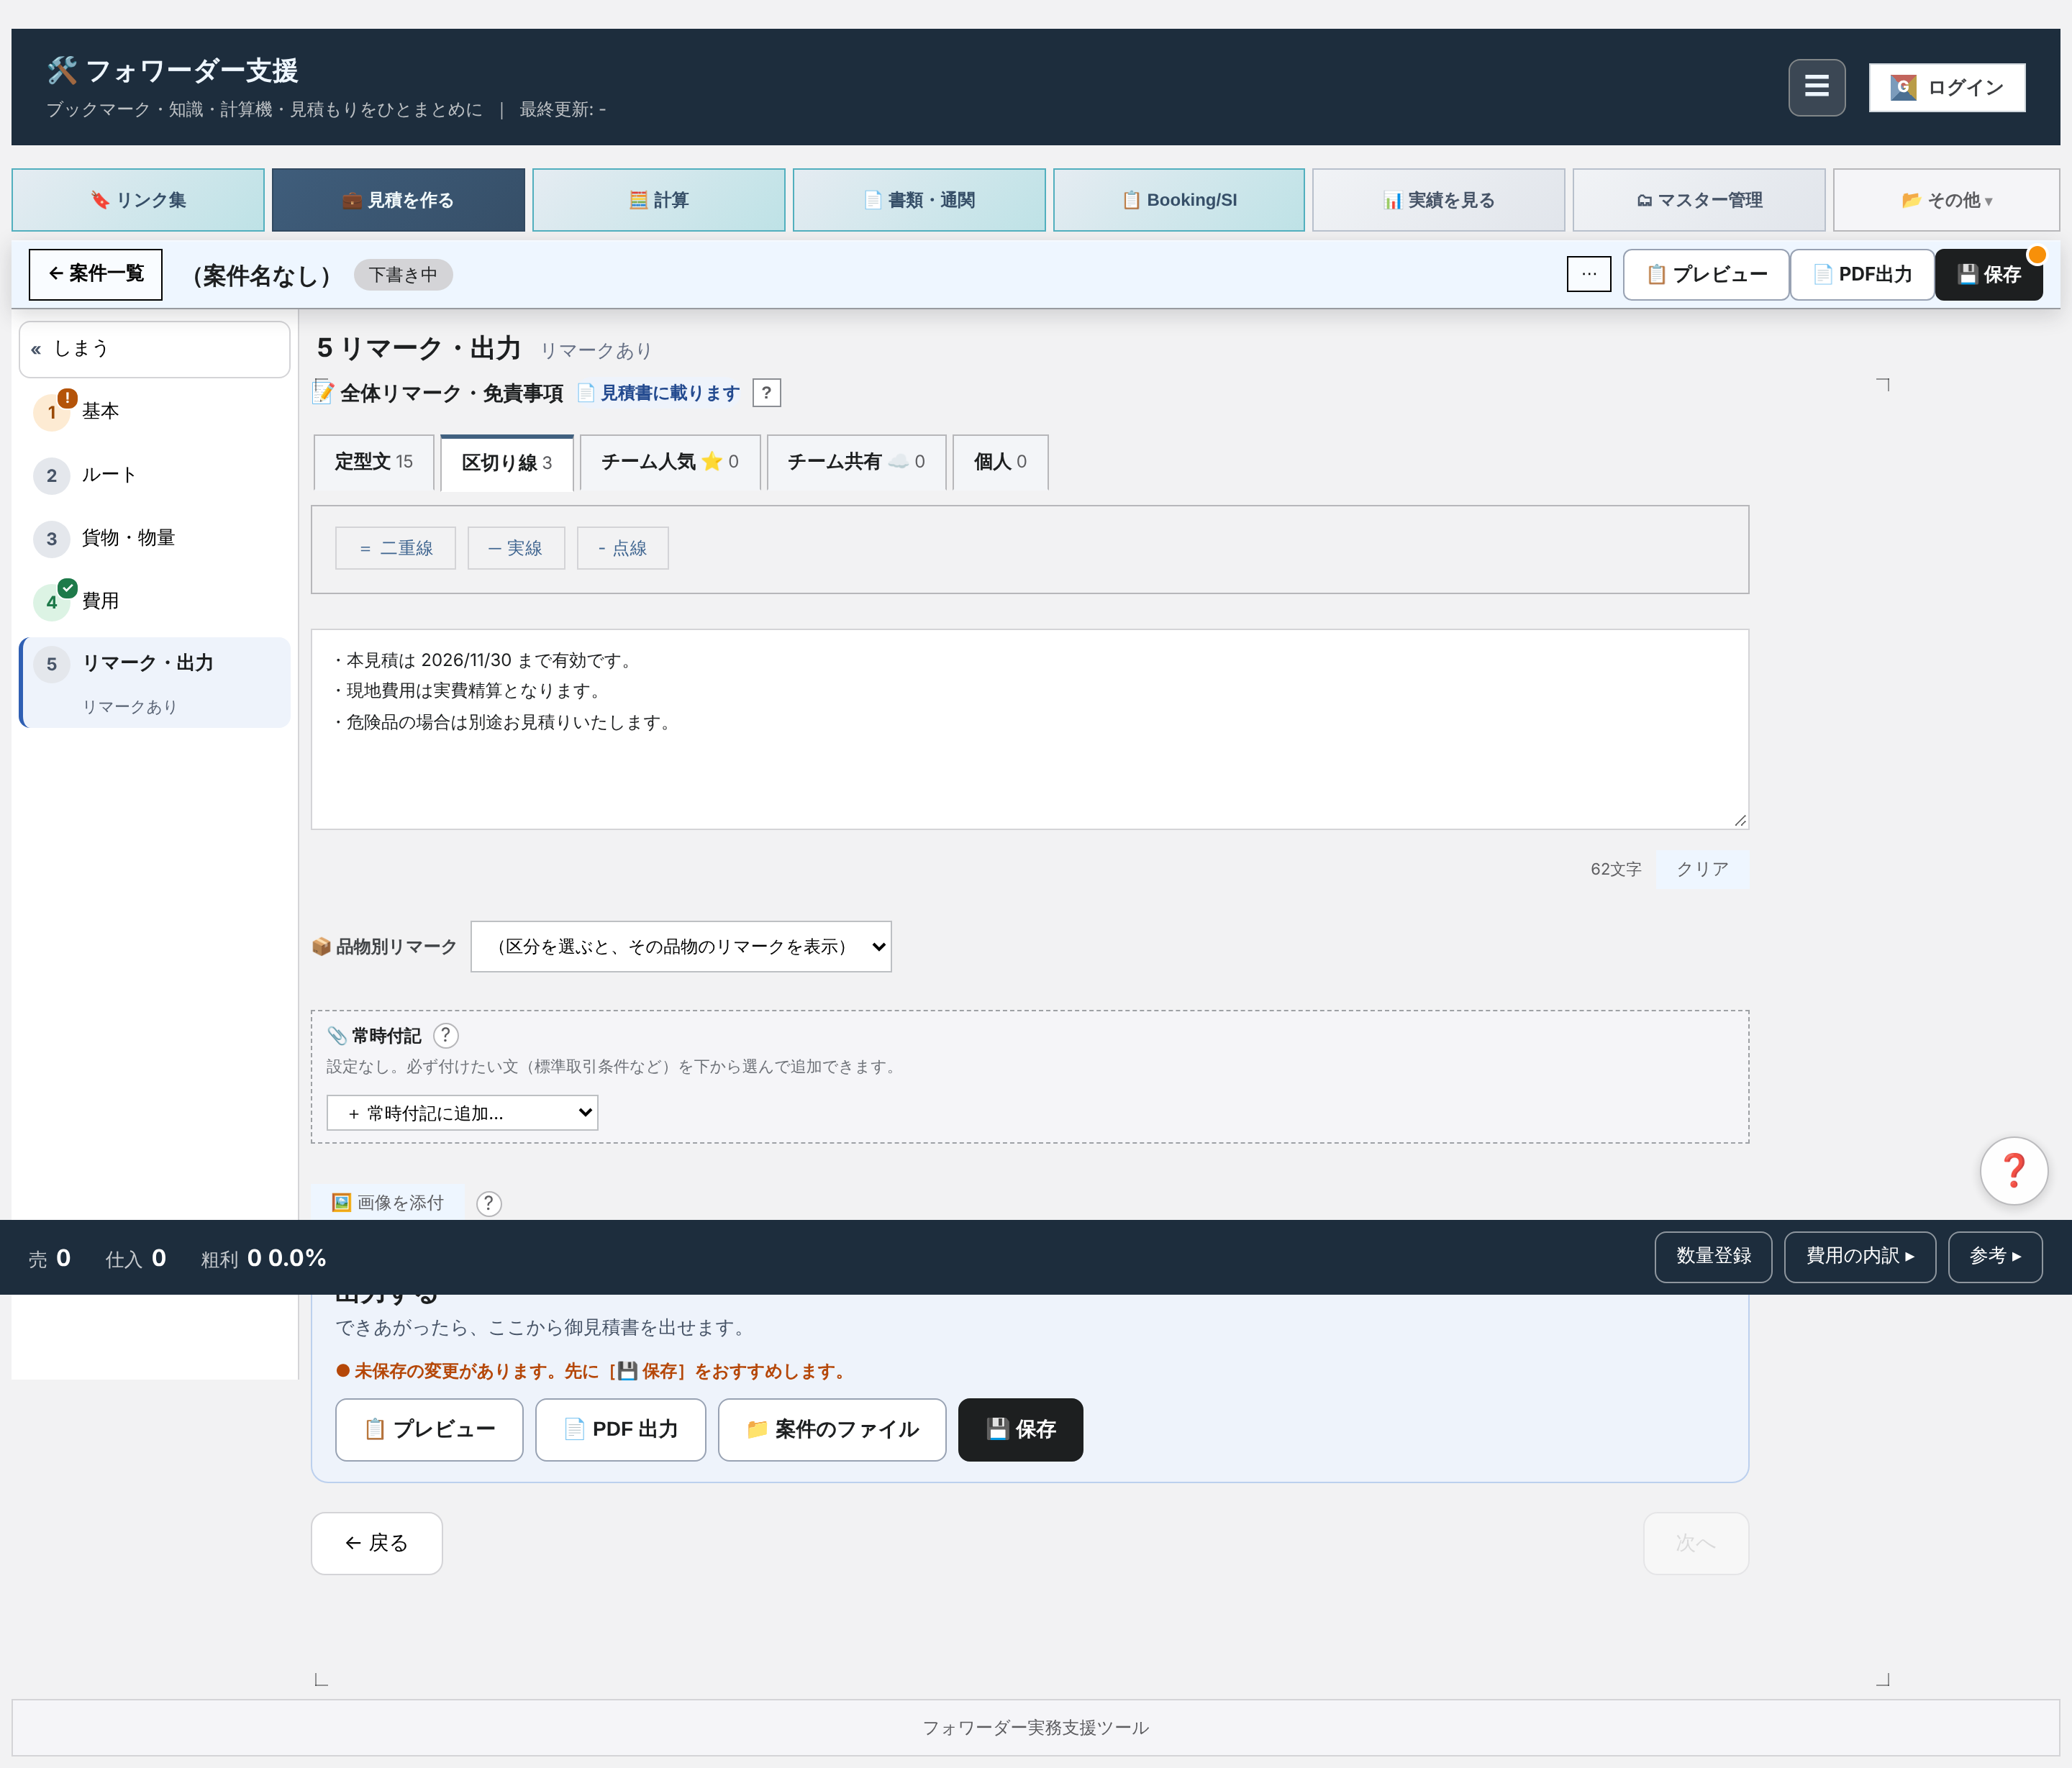 🛠️ フォワーダー支援
ブックマーク・知識・計算機・見積もりをひとまとめに ｜ 最終更新: -
☰
G ログイン
🔖 リンク集
💼 見積を作る
🧮 計算
📄 書類・通関
📋 Booking/SI
📊 実績を見る
🗂 マスター管理
📂 その他 ▾
← 案件一覧
（案件名なし）
下書き中
…
📋 プレビュー
📄 PDF出力
💾 保存
« しまう
1 ! 基本
2 ルート
3 貨物・物量
4 ✓ 費用
5 リマーク・出力
リマークあり
5 リマーク・出力 リマークあり
📝 全体リマーク・免責事項 📄 見積書に載ります ?
定型文 15
区切り線 3
チーム人気 ⭐ 0
チーム共有 ☁️ 0
個人 0
＝ 二重線
─ 実線
- 点線
・本見積は 2026/11/30 まで有効です。
・現地費用は実費精算となります。
・危険品の場合は別途お見積りいたします。
62文字 クリア
📦 品物別リマーク （区分を選ぶと、その品物のリマークを表示）
📎 常時付記 ?
設定なし。必ず付けたい文（標準取引条件など）を下から選んで追加できます。
＋ 常時付記に追加…
🖼️ 画像を添付 ?
❓
売 0 仕入 0 粗利 0 0.0%
数量登録
費用の内訳 ▸
参考 ▸
出力する
できあがったら、ここから御見積書を出せます。
● 未保存の変更があります。先に［💾 保存］をおすすめします。
📋 プレビュー
📄 PDF 出力
📁 案件のファイル
💾 保存
← 戻る
次へ
フォワーダー実務支援ツール